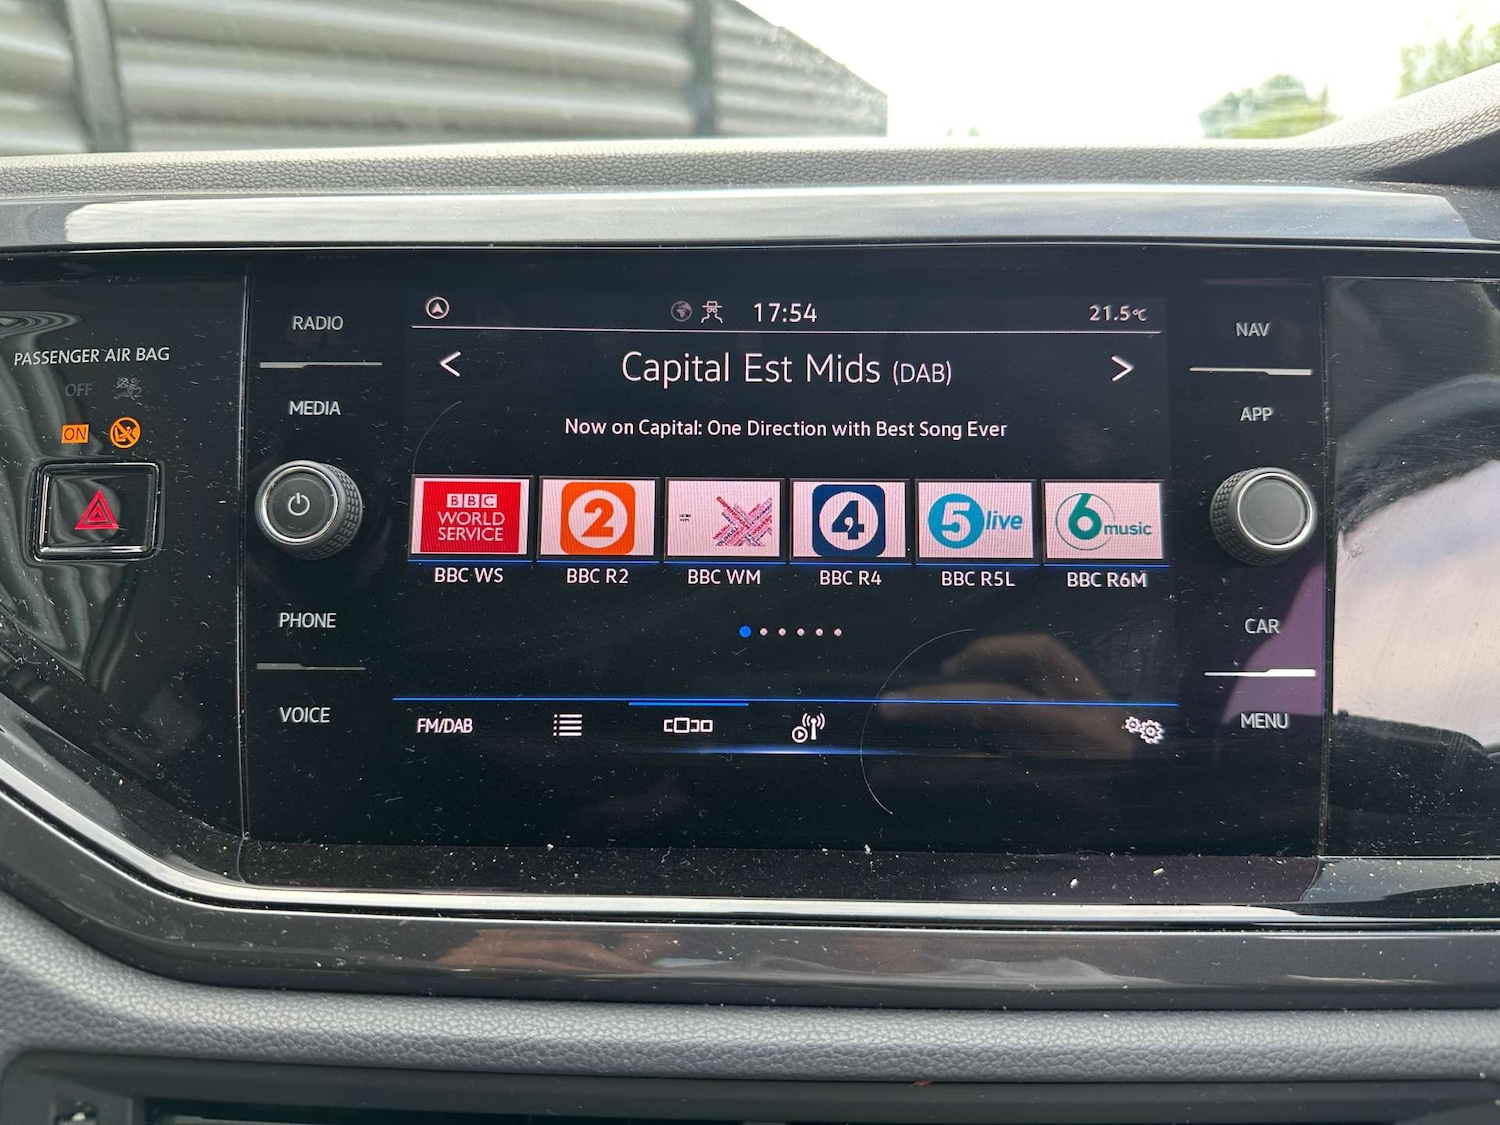 17:54
21.5°C
RADIO
MEDIA
PHONE
VOICE
NAV
APP
CAR
MENU
PASSENGER AIR BAG
OFF
ON
Capital Est Mids (DAB)
Now on Capital: One Direction with Best Song Ever
BBC
WORLD
SERVICE
2
4
5 live
6 music
BBC WS
BBC R2
BBC WM
BBC R4
BBC R5L
BBC R6M
FM/DAB